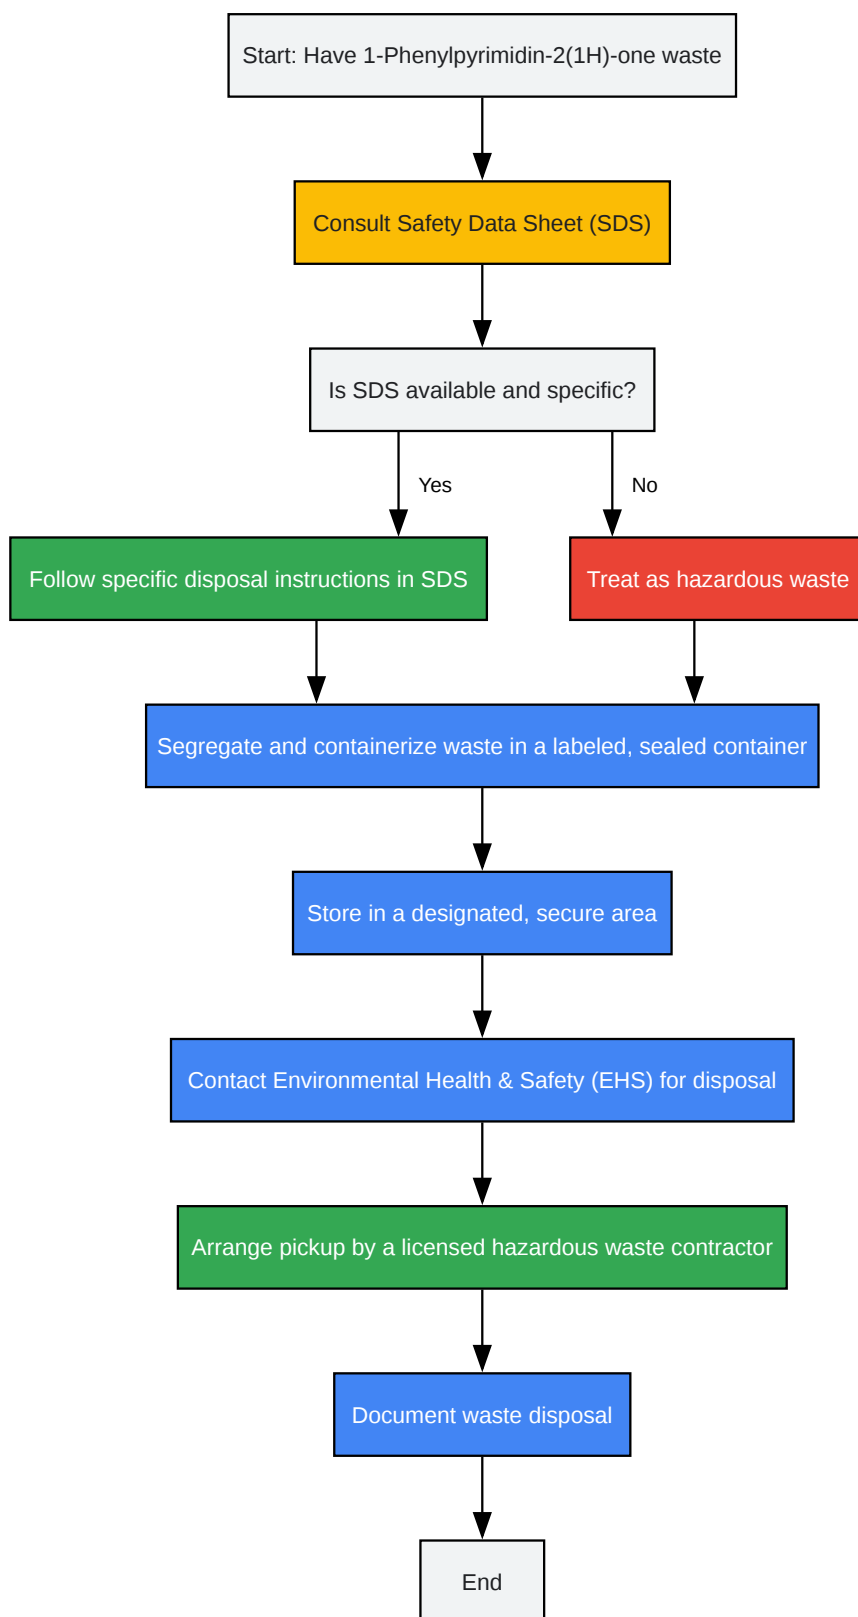 Start: Have 1-Phenylpyrimidin-2(1H)-one waste
Consult Safety Data Sheet (SDS)
Is SDS available and specific?
Yes
No
Follow specific disposal instructions in SDS
Treat as hazardous waste
Segregate and containerize waste in a labeled, sealed container
Store in a designated, secure area
Contact Environmental Health & Safety (EHS) for disposal
Arrange pickup by a licensed hazardous waste contractor
Document waste disposal
End